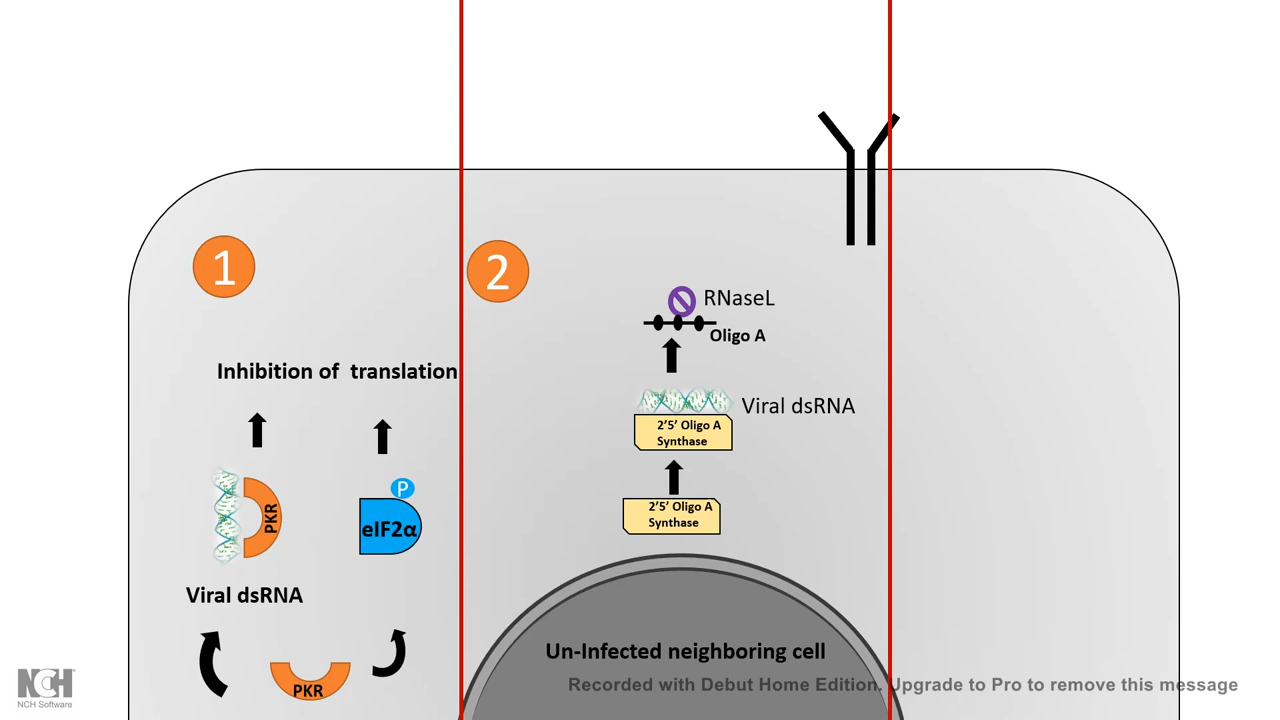 1
2
RNaseL
Oligo A
Inhibition of  translation
Viral dsRNA
2’5’ Oligo A
Synthase
P
PKR
eIF2α
2’5’ Oligo A
Synthase
Viral dsRNA
Un-Infected neighboring cell
PKR
Recorded with Debut Home Edition. Upgrade to Pro to remove this message
NCH
NCH Software